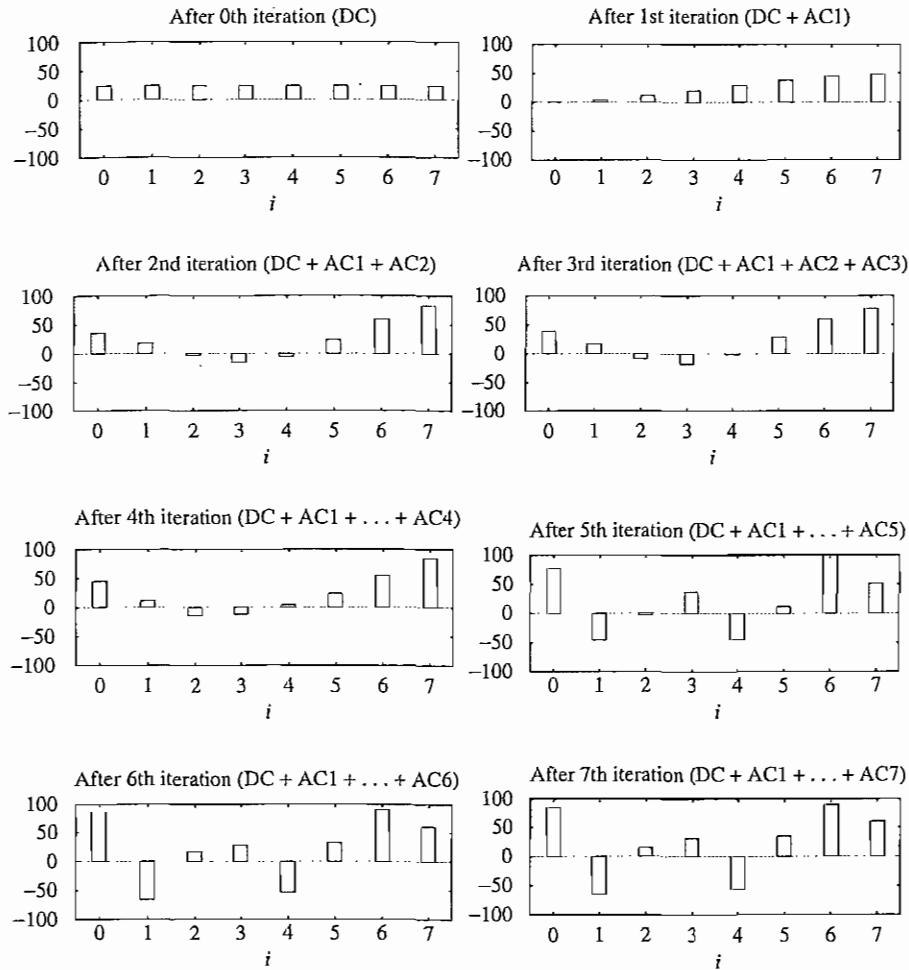 After 0th iteration (DC)
100
50
0
−50
−100
0 1 2 3 4 5 6 7
i
After 1st iteration (DC + AC1)
100
50
0
−50
−100
0 1 2 3 4 5 6 7
i
After 2nd iteration (DC + AC1 + AC2)
100
50
0
−50
−100
0 1 2 3 4 5 6 7
i
After 3rd iteration (DC + AC1 + AC2 + AC3)
100
50
0
−50
−100
0 1 2 3 4 5 6 7
i
After 4th iteration (DC + AC1 + . . . + AC4)
100
50
0
−50
−100
0 1 2 3 4 5 6 7
i
After 5th iteration (DC + AC1 + . . . + AC5)
100
50
0
−50
−100
0 1 2 3 4 5 6 7
i
After 6th iteration (DC + AC1 + . . . + AC6)
100
50
0
−50
−100
0 1 2 3 4 5 6 7
i
After 7th iteration (DC + AC1 + . . . + AC7)
100
50
0
−50
−100
0 1 2 3 4 5 6 7
i